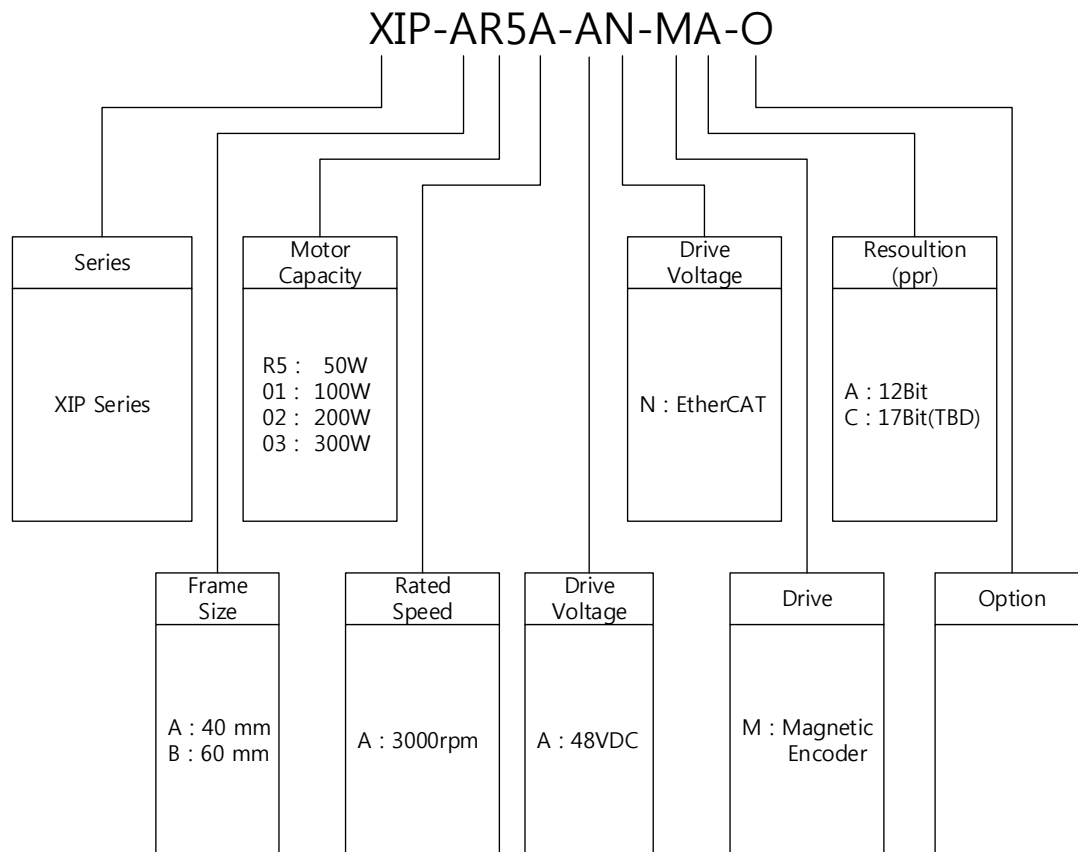 XIP-AR5A-AN-MA-O
Series
XIP Series
Motor
Capacity
R5 : 50W
01 : 100W
02 : 200W
03 : 300W
Drive
Voltage
N : EtherCAT
Resoultion
(ppr)
A : 12Bit
C : 17Bit(TBD)
Frame
Size
A : 40 mm
B : 60 mm
Rated
Speed
A : 3000rpm
Drive
Voltage
A : 48VDC
Drive
M : Magnetic
Encoder
Option